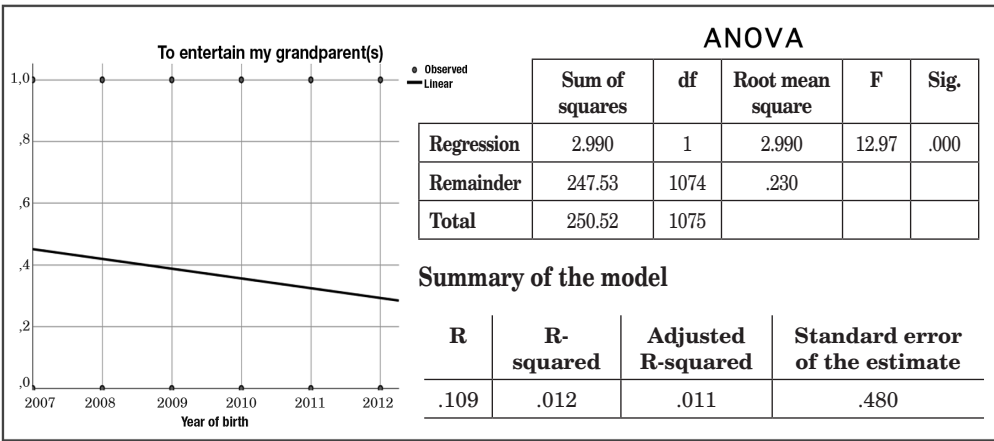 To entertain my grandparent(s)
1,0
,8
,6
,4
,2
,0
2007 2008 2009 2010 2011 2012
Year of birth
Observed
Linear
ANOVA
Sum of squares df Root mean square F Sig.
Regression 2.990 1 2.990 12.97 .000
Remainder 247.53 1074 .230
Total 250.52 1075
Summary of the model
R R-squared Adjusted R-squared Standard error of the estimate
.109 .012 .011 .480